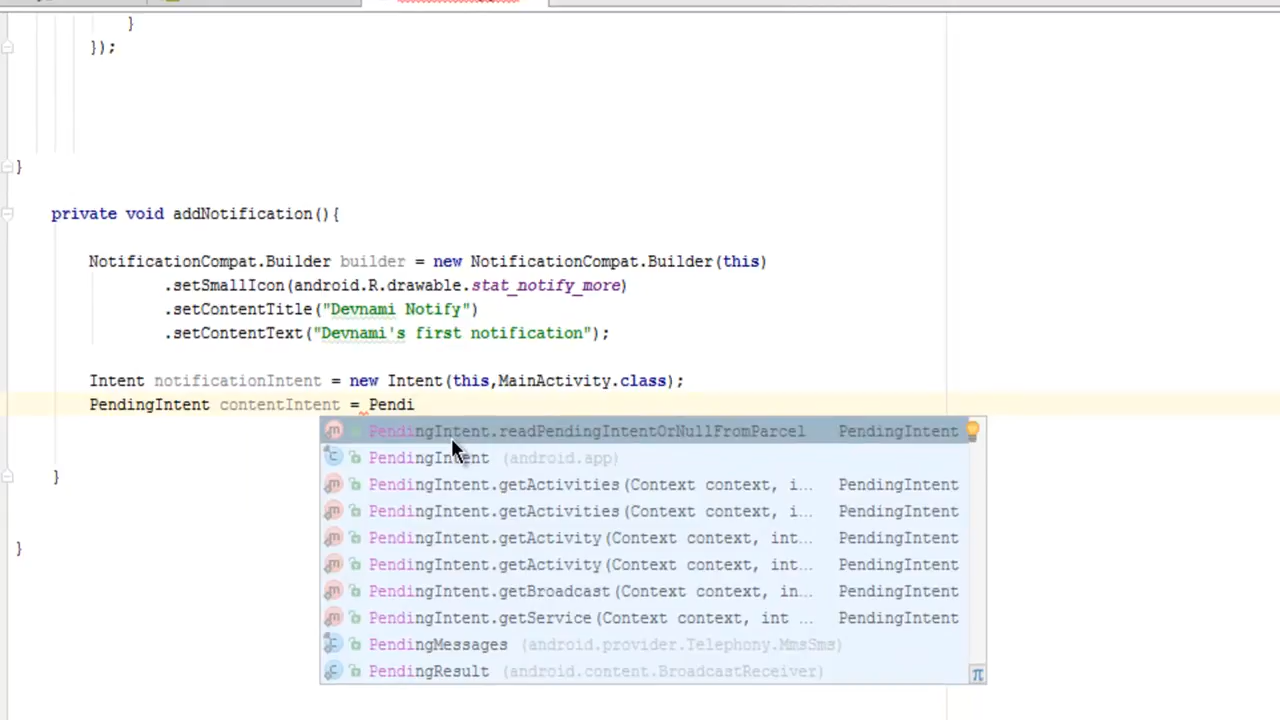 }
});
}
private void addNotification(){
NotificationCompat.Builder builder = new NotificationCompat.Builder(this)
.setSmallIcon(android.R.drawable.stat_notify_more)
.setContentTitle("Devnami Notify")
.setContentText("Devnami's first notification");
Intent notificationIntent = new Intent(this,MainActivity.class);
PendingIntent contentIntent = Pendi
PendingIntent.readPendingIntentOrNullFromParcel PendingIntent
PendingIntent (android.app)
PendingIntent.getActivities(Context context, i... PendingIntent
PendingIntent.getActivities(Context context, i... PendingIntent
PendingIntent.getActivity(Context context, int... PendingIntent
PendingIntent.getActivity(Context context, int... PendingIntent
PendingIntent.getBroadcast(Context context, in... PendingIntent
PendingIntent.getService(Context context, int ... PendingIntent
PendingMessages (android.provider.Telephony.MmsSms)
PendingResult (android.content.BroadcastReceiver)
π
}
}